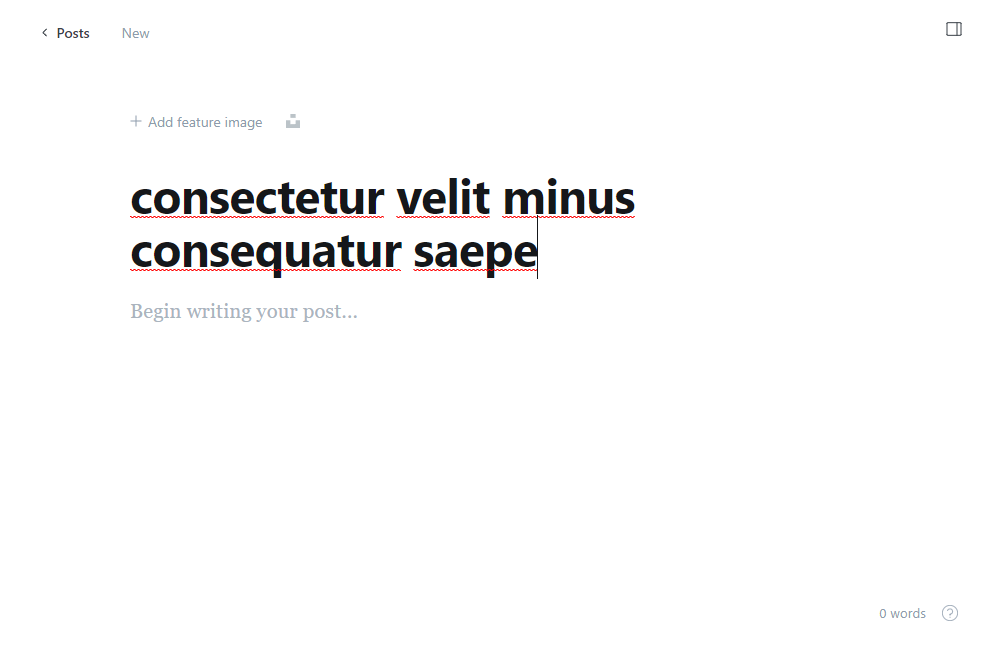 Posts New
Add feature image
consectetur velit minus
consequatur saepe
Begin writing your post...
0 words ?